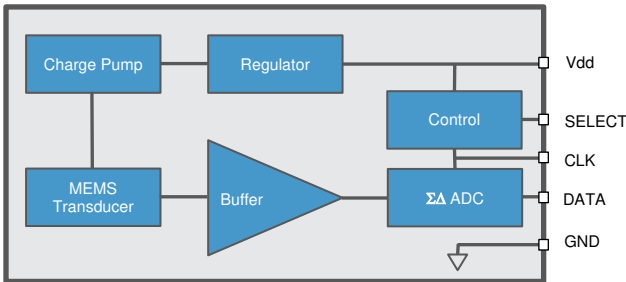 Charge Pump
Regulator
Vdd
Control
SELECT
CLK
MEMS
Transducer
Buffer
ΣΔ ADC
DATA
GND